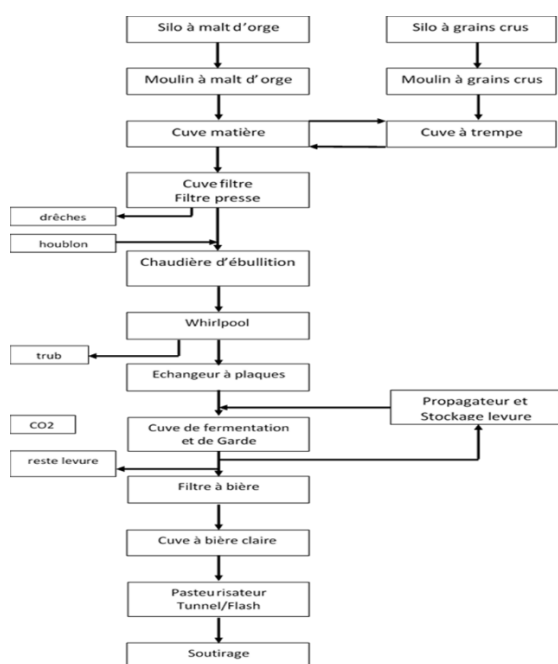 Silo à malt d'orge
Silo à grains crus
Moulin à malt d'orge
Moulin à grains crus
Cuve matière
Cuve à trempe
Cuve filtre
Filtre presse
drêches
houblon
Chaudière d'ébullition
Whirlpool
trub
Echangeur à plaques
Propagateur et
Stockage levure
CO2
Cuve de fermentation
et de Garde
reste levure
Filtre à bière
Cuve à bière claire
Pasteurisateur
Tunnel/Flash
Soutirage